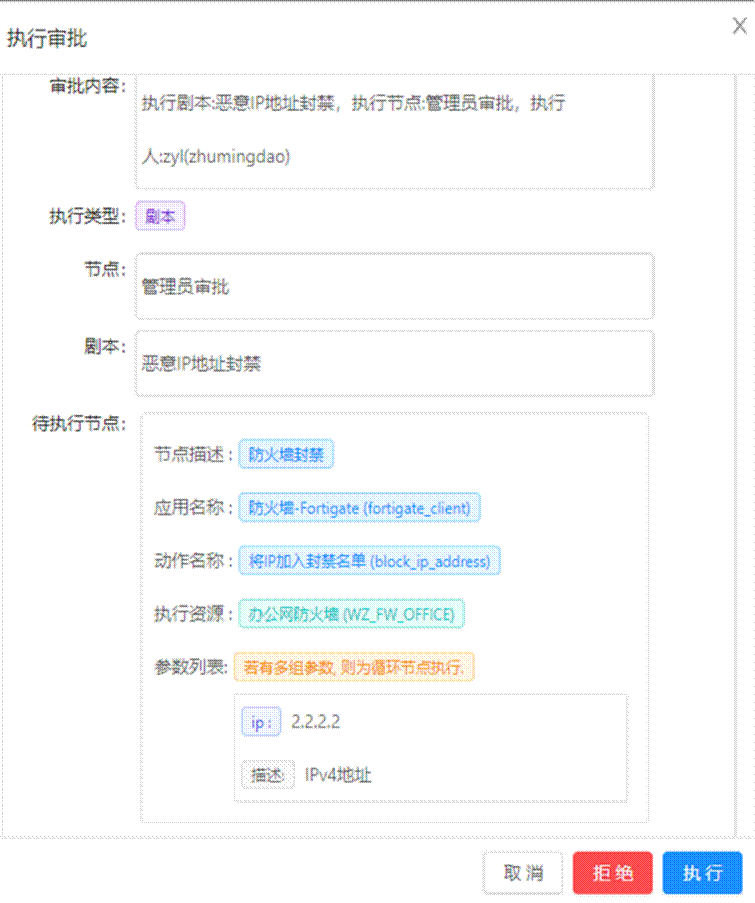 执行审批
审批内容:
执行剧本:恶意IP地址封禁，执行节点:管理员审批，执行
人:zyl(zhumingdao)
执行类型: 剧本
节点:
管理员审批
剧本:
恶意IP地址封禁
待执行节点:
节点描述: 防火墙封禁
应用名称: 防火墙-Fortigate (fortigate_client)
动作名称: 将IP加入封禁名单 (block_ip_address)
执行资源: 办公网防火墙 (WZ_FW_OFFICE)
参数列表: 若有多组参数, 则为循环节点执行.
ip: 2.2.2.2
描述: IPv4地址
取消 拒绝 执行